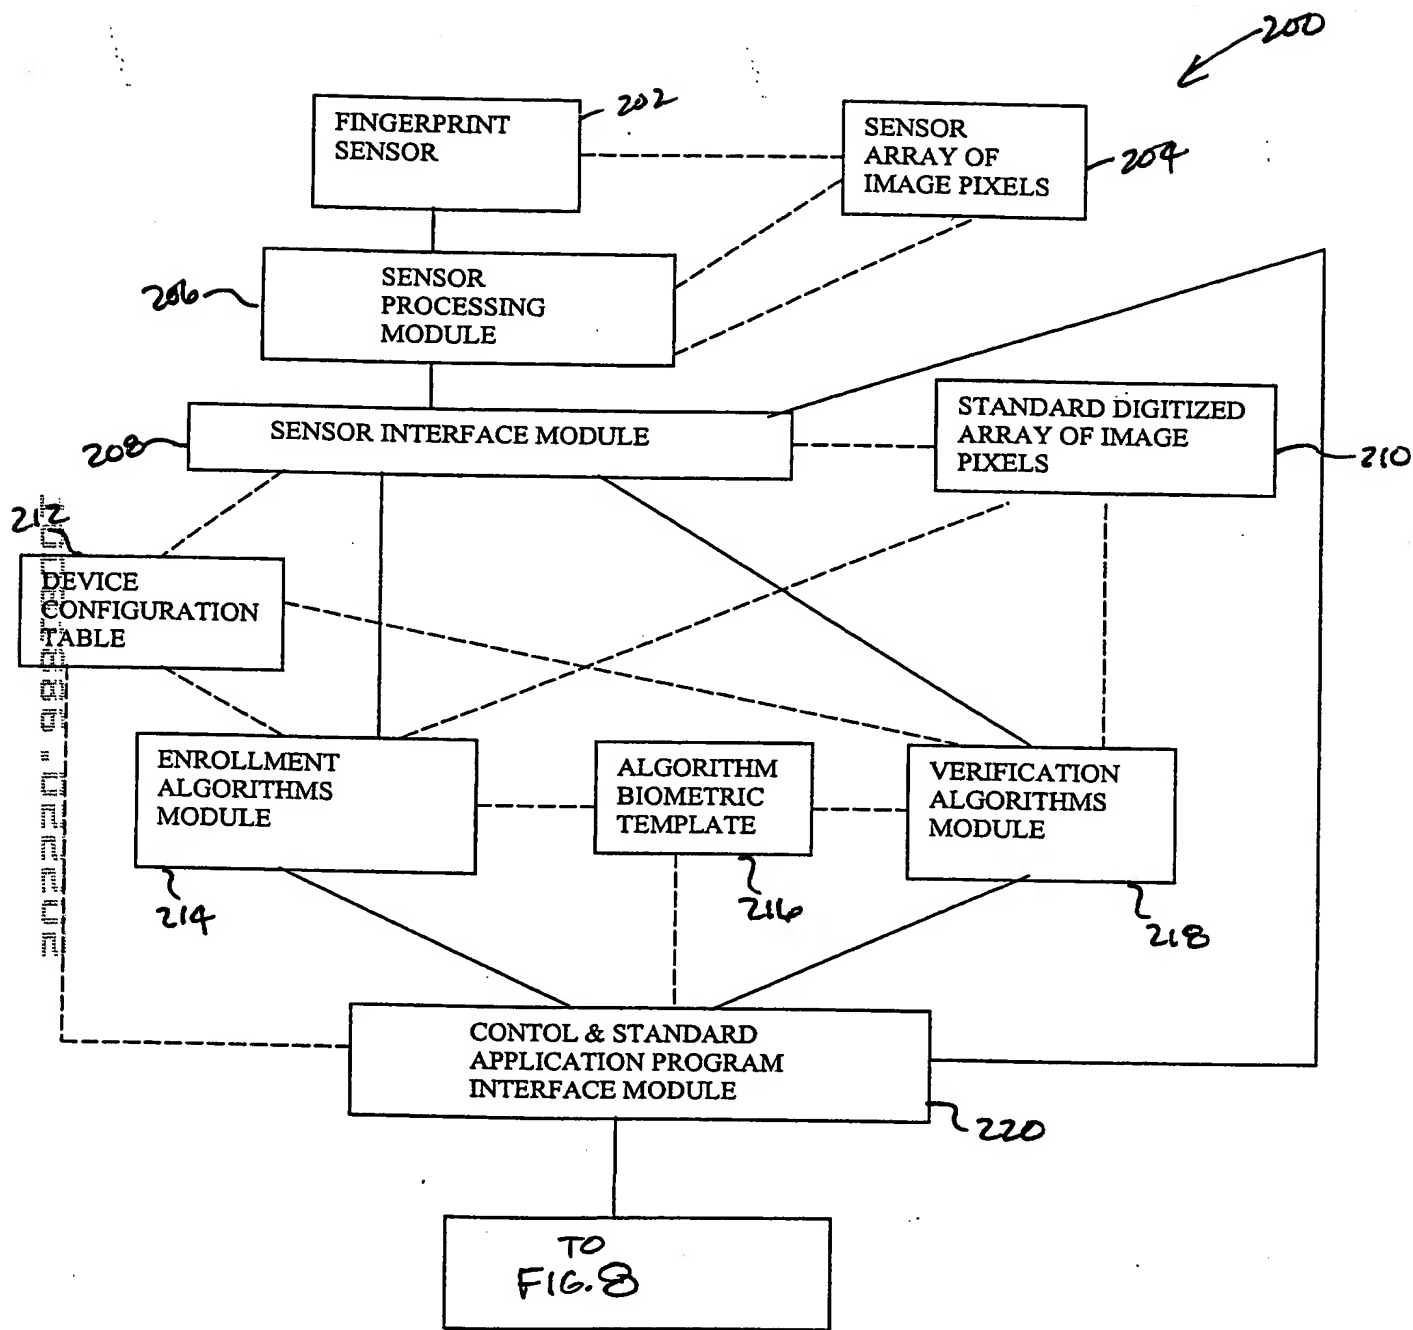 200
FINGERPRINT
SENSOR
202
SENSOR
ARRAY OF
IMAGE PIXELS
204
SENSOR
PROCESSING
MODULE
206
SENSOR INTERFACE MODULE
208
STANDARD DIGITIZED
ARRAY OF IMAGE
PIXELS
210
212
DEVICE
CONFIGURATION
TABLE
ENROLLMENT
ALGORITHMS
MODULE
214
ALGORITHM
BIOMETRIC
TEMPLATE
216
VERIFICATION
ALGORITHMS
MODULE
218
CONTOL & STANDARD
APPLICATION PROGRAM
INTERFACE MODULE
220
TO
FIG. 8